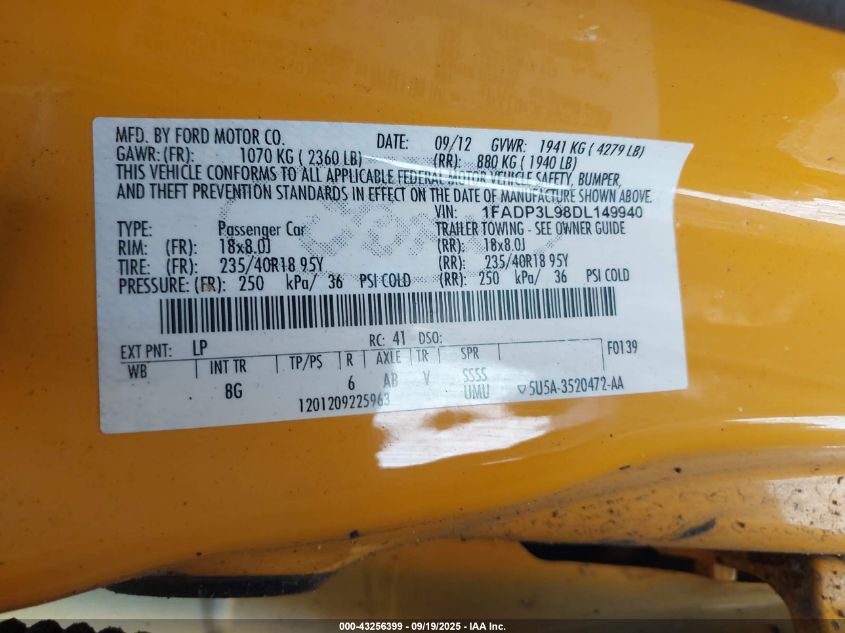 MFD. BY FORD MOTOR CO. DATE: 09/12 GVWR: 1941 KG ( 4279 LB)
GAWR: (FR): 1070 KG ( 2360 LB) (RR): 880 KG ( 1940 LB)
THIS VEHICLE CONFORMS TO ALL APPLICABLE FEDERAL MOTOR VEHICLE SAFETY, BUMPER,
AND THEFT PREVENTION STANDARDS IN EFFECT ON THE DATE OF MANUFACTURE SHOWN ABOVE.
VIN: 1FADP3L98DL149940
TYPE: Passenger Car TRAILER TOWING - SEE OWNER GUIDE
RIM: (FR): 18x8.0J (RR): 18x8.0J
TIRE: (FR): 235/40R18 95Y (RR): 235/40R18 95Y
PRESSURE: (FR): 250 kPa/ 36 PSI COLD (RR): 250 kPa/ 36 PSI COLD
EXT PNT: LP RC: 41 DSO: F0139
WB INT TR TP/PS R AXLE TR SPR
8G 6 AB V SSSS
UMU 5U5A-3520472-AA
1201209225963
000-43256399 - 09/19/2025 - IAA Inc.